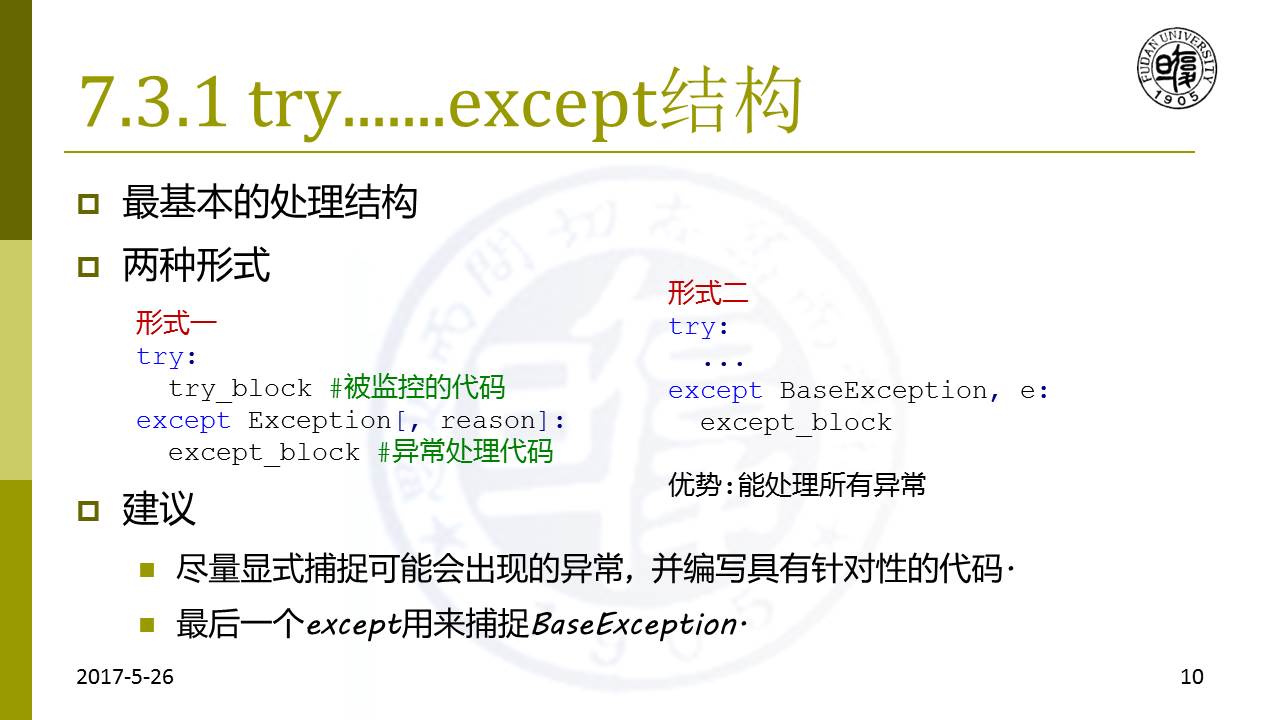 7.3.1 try.......except结构
FUDAN UNIVERSITY
1905
最基本的处理结构
两种形式
形式一
try:
try_block #被监控的代码
except Exception[, reason]:
except_block #异常处理代码
形式二
try:
...
except BaseException, e:
except_block
优势:能处理所有异常
建议
尽量显式捕捉可能会出现的异常，并编写具有针对性的代码.
最后一个except用来捕捉BaseException.
2017-5-26
10